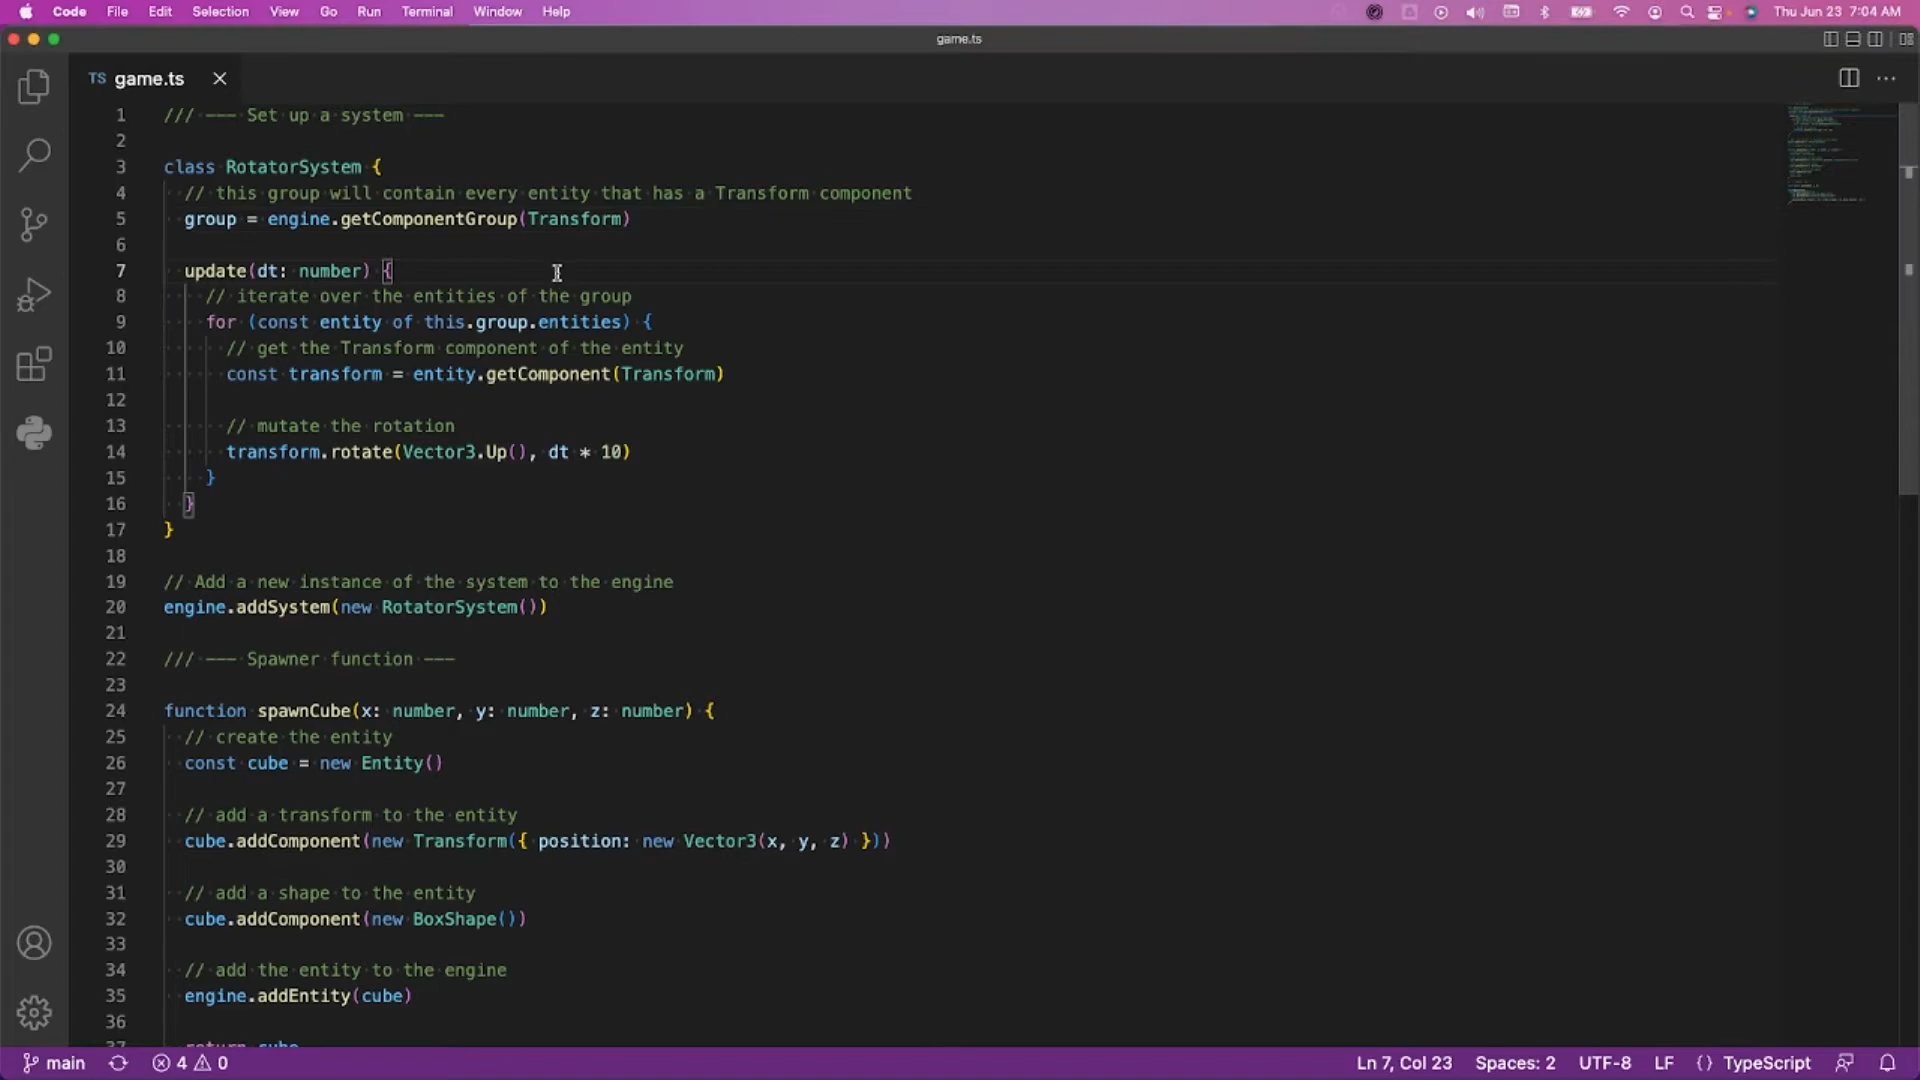 Code File Edit Selection View Go Run Terminal Window Help Thu Jun 23 7:04 AM
game.ts
TS game.ts
1 /// --- Set up a system ---
2
3 class RotatorSystem {
4 // this group will contain every entity that has a Transform component
5 group = engine.getComponentGroup(Transform)
6
7 update(dt: number) {
8 // iterate over the entities of the group
9 for (const entity of this.group.entities) {
10 // get the Transform component of the entity
11 const transform = entity.getComponent(Transform)
12
13 // mutate the rotation
14 transform.rotate(Vector3.Up(), dt * 10)
15 }
16 }
17 }
18
19 // Add a new instance of the system to the engine
20 engine.addSystem(new RotatorSystem())
21
22 /// --- Spawner function ---
23
24 function spawnCube(x: number, y: number, z: number) {
25 // create the entity
26 const cube = new Entity()
27
28 // add a transform to the entity
29 cube.addComponent(new Transform({ position: new Vector3(x, y, z) }))
30
31 // add a shape to the entity
32 cube.addComponent(new BoxShape())
33
34 // add the entity to the engine
35 engine.addEntity(cube)
36
37 return cube
main 4 0 Ln 7, Col 23 Spaces: 2 UTF-8 LF {} TypeScript